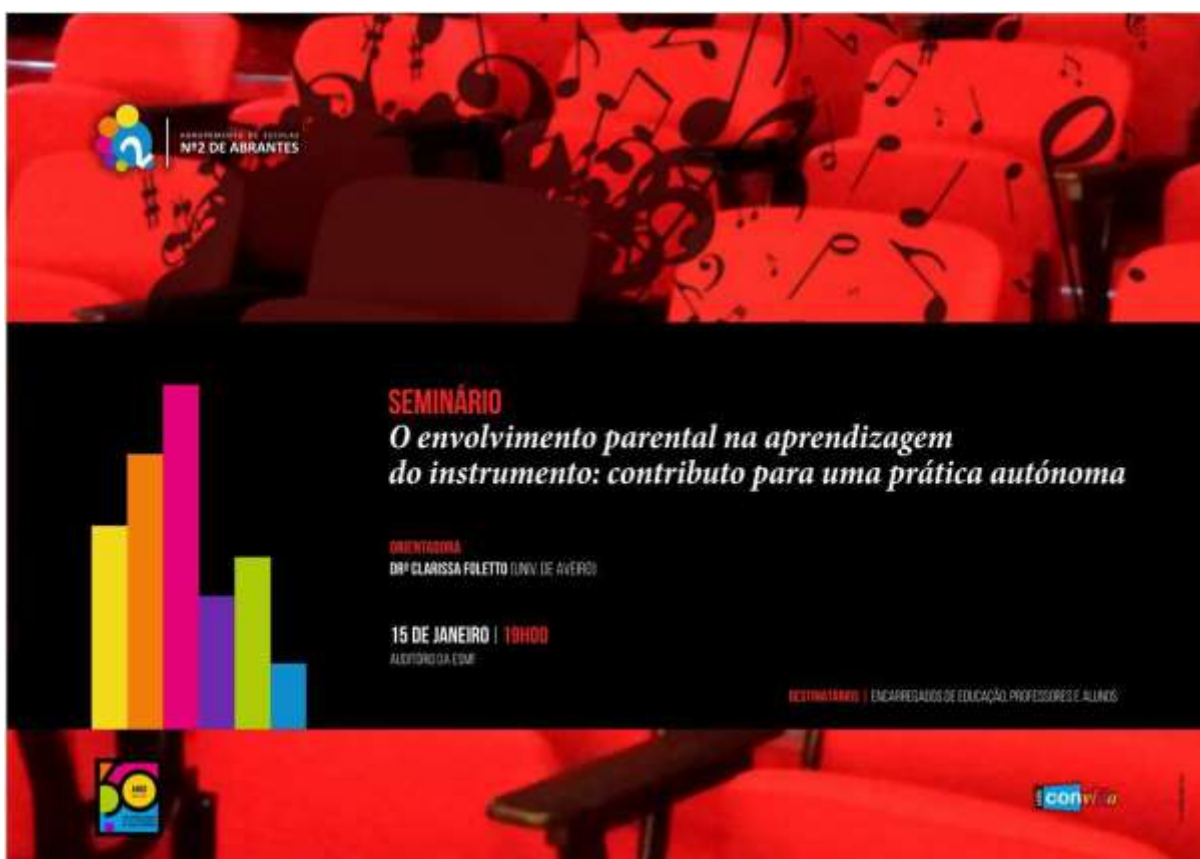 AGRUPAMENTO DE ESCOLAS
Nº2 DE ABRANTES
SEMINÁRIO
O envolvimento parental na aprendizagem
do instrumento: contributo para uma prática autónoma
ORIENTADORA
DRª CLARISSA FOLETTO (UNIV. DE AVEIRO)
15 DE JANEIRO | 19H00
AUDITÓRIO DA ESMF
DESTINATÁRIOS | ENCARREGADOS DE EDUCAÇÃO, PROFESSORES E ALUNOS
50
convida